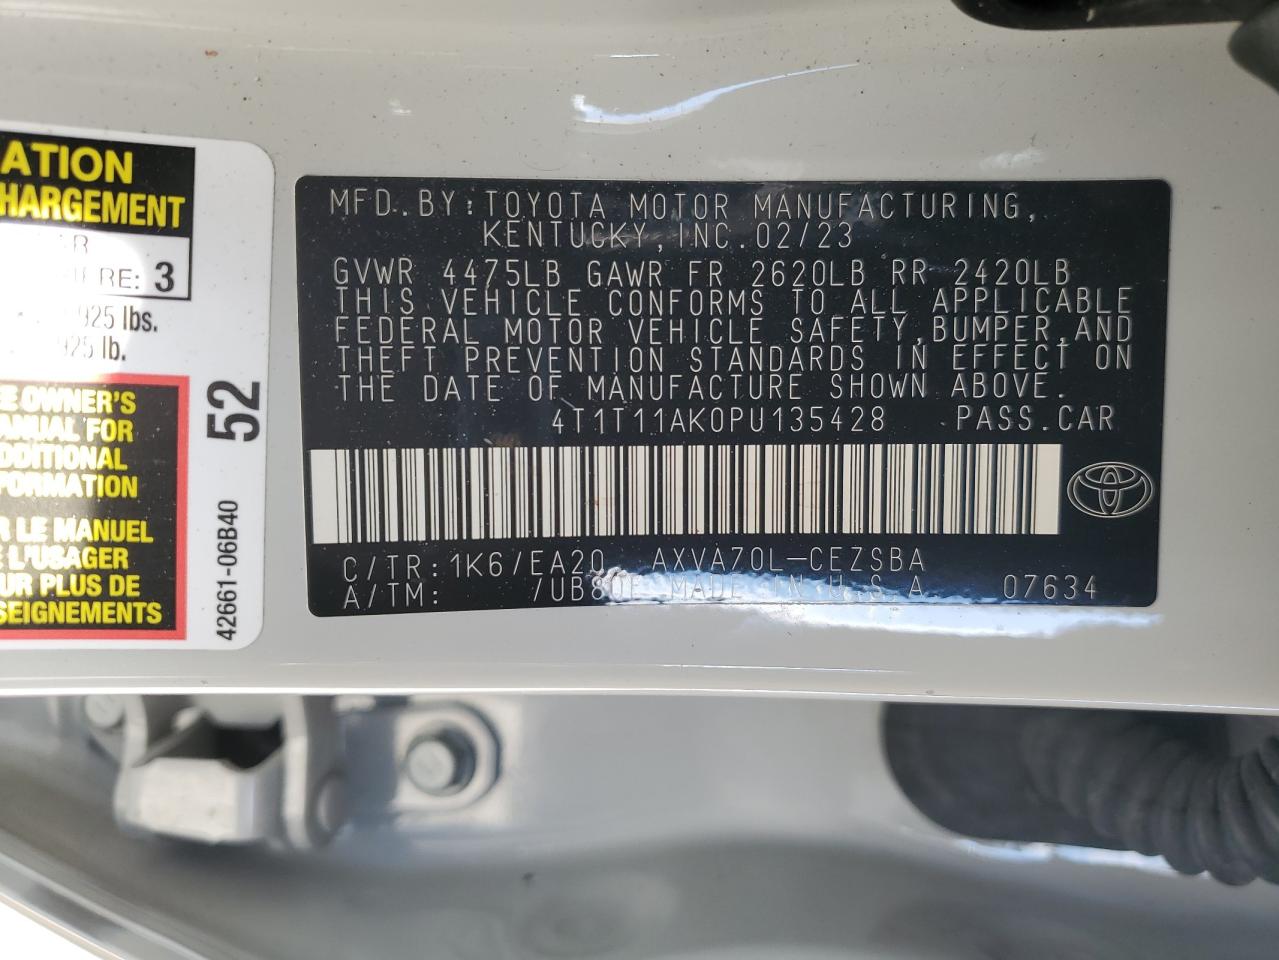 ATION
HARGEMENT
RE: 3
925 lbs.
925 lb.
E OWNER'S
ANUAL FOR
DDITIONAL
FORMATION
R LE MANUEL
E L'USAGER
UR PLUS DE
SEIGNEMENTS
52
42661-06B40
MFD. BY: TOYOTA MOTOR MANUFACTURING,
KENTUCKY, INC. 02/23
GVWR 4475LB GAWR FR 2620LB RR 2420LB
THIS VEHICLE CONFORMS TO ALL APPLICABLE
FEDERAL MOTOR VEHICLE SAFETY, BUMPER, AND
THEFT PREVENTION STANDARDS IN EFFECT ON
THE DATE OF MANUFACTURE SHOWN ABOVE.
4T1T11AK0PU135428 PASS.CAR
C/TR: 1K6/EA20 AXVA70L-CEZSBA
A/TM: /UB80E MADE IN U.S.A 07634